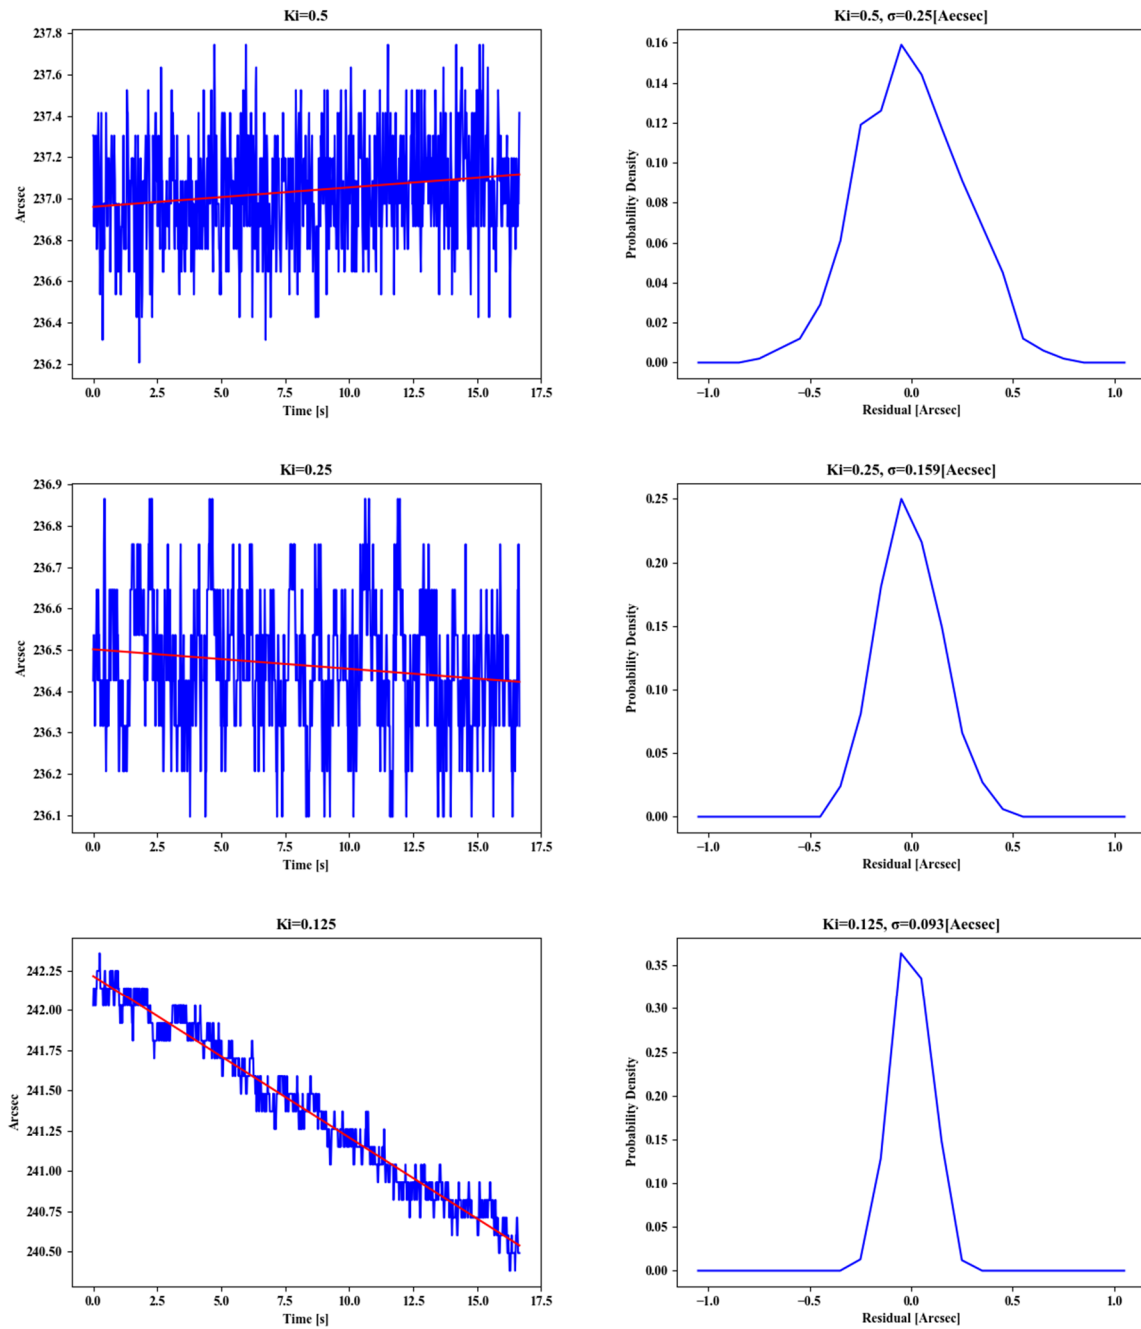 Ki=0.5
237.8
237.6
237.4
237.2
237.0
236.8
236.6
236.4
236.2
Arcsec
0.0 2.5 5.0 7.5 10.0 12.5 15.0 17.5
Time [s]
Ki=0.5, σ=0.25[Aecsec]
0.16
0.14
0.12
0.10
0.08
0.06
0.04
0.02
0.00
Probability Density
−1.0 −0.5 0.0 0.5 1.0
Residual [Arcsec]
Ki=0.25
236.9
236.8
236.7
236.6
236.5
236.4
236.3
236.2
236.1
Arcsec
0.0 2.5 5.0 7.5 10.0 12.5 15.0 17.5
Time [s]
Ki=0.25, σ=0.159[Aecsec]
0.25
0.20
0.15
0.10
0.05
0.00
Probability Density
−1.0 −0.5 0.0 0.5 1.0
Residual [Arcsec]
Ki=0.125
242.25
242.00
241.75
241.50
241.25
241.00
240.75
240.50
Arcsec
0.0 2.5 5.0 7.5 10.0 12.5 15.0 17.5
Time [s]
Ki=0.125, σ=0.093[Aecsec]
0.35
0.30
0.25
0.20
0.15
0.10
0.05
0.00
Probability Density
−1.0 −0.5 0.0 0.5 1.0
Residual [Arcsec]